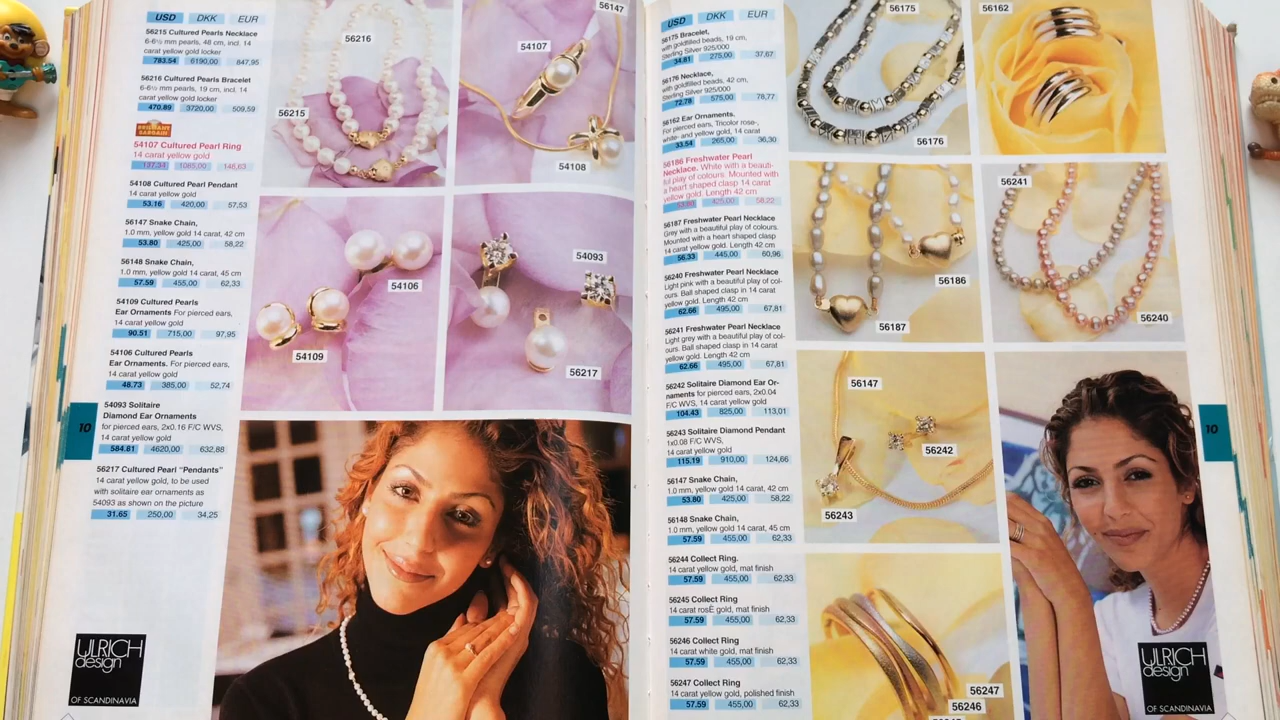 USD DKK EUR
56215 Cultured Pearls Necklace
6-6½ mm pearls, 48 cm, incl. 14
carat yellow gold locker
783.54 6190,00 847,95
56216 Cultured Pearls Bracelet
6-6½ mm pearls, 19 cm, incl. 14
carat yellow gold locker
470.89 3720,00 509,59
BRILLIANT
BARGAIN
54107 Cultured Pearl Ring
14 carat yellow gold
137.34 1085,00 148,63
54108 Cultured Pearl Pendant
14 carat yellow gold
53.16 420,00 57,53
56147 Snake Chain,
1.0 mm, yellow gold 14 carat, 42 cm
53.80 425,00 58,22
56148 Snake Chain,
1.0 mm, yellow gold 14 carat, 45 cm
57.59 455,00 62,33
54109 Cultured Pearls
Ear Ornaments For pierced ears,
14 carat yellow gold
90.51 715,00 97,95
54106 Cultured Pearls
Ear Ornaments. For pierced ears,
14 carat yellow gold
48.73 385,00 52,74
54093 Solitaire
Diamond Ear Ornaments
for pierced ears, 2x0.16 F/C WVS,
14 carat yellow gold
584.81 4620,00 632,88
56217 Cultured Pearl "Pendants"
14 carat yellow gold, to be used
with solitaire ear ornaments as
54093 as shown on the picture
31.65 250,00 34,25
10
ULRICH
design
OF SCANDINAVIA
56216
56215
56147
54107
54108
54106
54109
54093
56217
USD DKK EUR
56175 Bracelet,
with goldfilled beads, 19 cm,
Sterling Silver 925/000
34.81 275,00 37,67
56176 Necklace,
with goldfilled beads, 42 cm,
Sterling Silver 925/000
72.78 575,00 78,77
56162 Ear Ornaments.
For pierced ears, Tricolor rose-,
white- and yellow gold, 14 carat
33.54 265,00 36,30
56186 Freshwater Pearl
Necklace. White with a beauti-
ful play of colours. Mounted with
a heart shaped clasp 14 carat
yellow gold. Length 42 cm
53.80 425,00 58,22
56187 Freshwater Pearl Necklace
Grey with a beautiful play of colours.
Mounted with a heart shaped clasp
14 carat yellow gold. Length 42 cm
56.33 445,00 60,96
56240 Freshwater Pearl Necklace
Light pink with a beautiful play of col-
ours. Ball shaped clasp in 14 carat
yellow gold. Length 42 cm
62.66 495,00 67,81
56241 Freshwater Pearl Necklace
Light grey with a beautiful play of col-
ours. Ball shaped clasp in 14 carat
yellow gold. Length 42 cm
62.66 495,00 67,81
56242 Solitaire Diamond Ear Or-
naments for pierced ears, 2x0.04
F/C WVS, 14 carat yellow gold
104.43 825,00 113,01
56243 Solitaire Diamond Pendant
1x0.08 F/C WVS,
14 carat yellow gold
115.19 910,00 124,66
56147 Snake Chain,
1.0 mm, yellow gold 14 carat, 42 cm
53.80 425,00 58,22
56148 Snake Chain,
1.0 mm, yellow gold 14 carat, 45 cm
57.59 455,00 62,33
56244 Collect Ring.
14 carat yellow gold, mat finish
57.59 455,00 62,33
56245 Collect Ring
14 carat rosÈ gold, mat finish
57.59 455,00 62,33
56246 Collect Ring
14 carat white gold, mat finish
57.59 455,00 62,33
56247 Collect Ring
14 carat yellow gold, polished finish
57.59 455,00 62,33
56175
56176
56162
56186
56187
56241
56240
56147
56242
56243
56247
56246
10
ULRICH
design
OF SCANDINAVIA